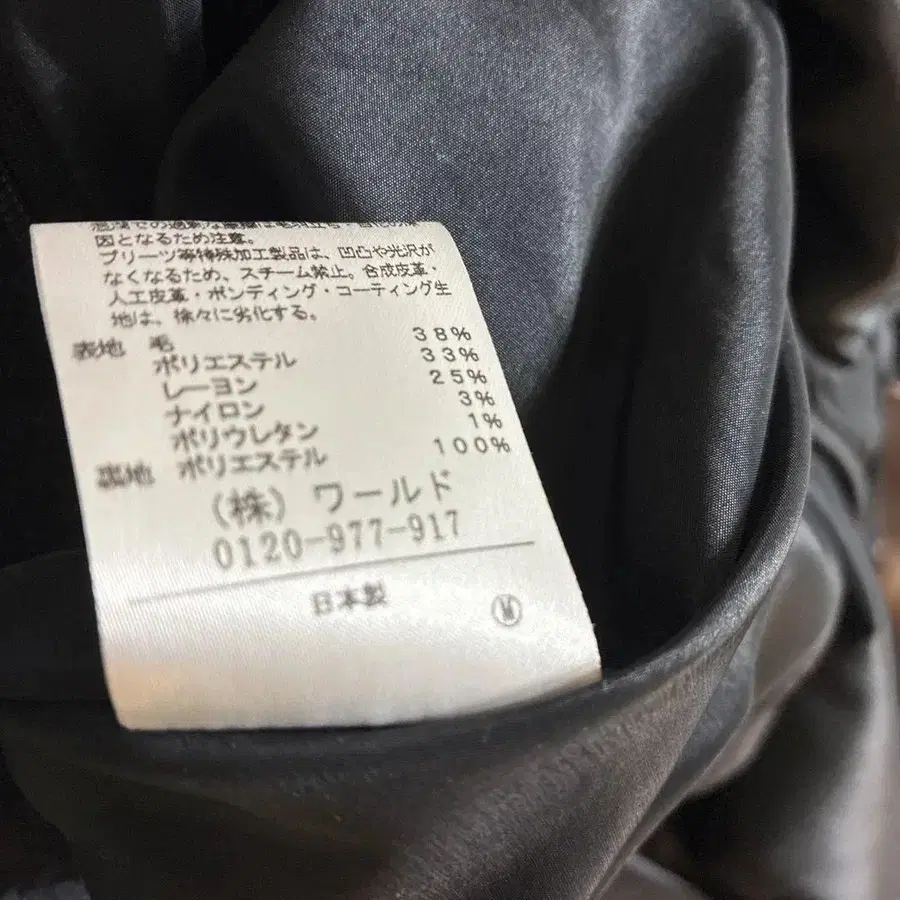 因となるため注意。
プリーツ等特殊加工製品は、凹凸や光沢が
なくなるため、スチーム禁止。合成皮革・
人工皮革・ボンディング・コーティング生
地は、徐々に劣化する。
表地 毛 38%
ポリエステル 33%
レーヨン 25%
ナイロン 3%
ポリウレタン 1%
裏地 ポリエステル 100%
(株) ワールド
0120-977-917
日本製